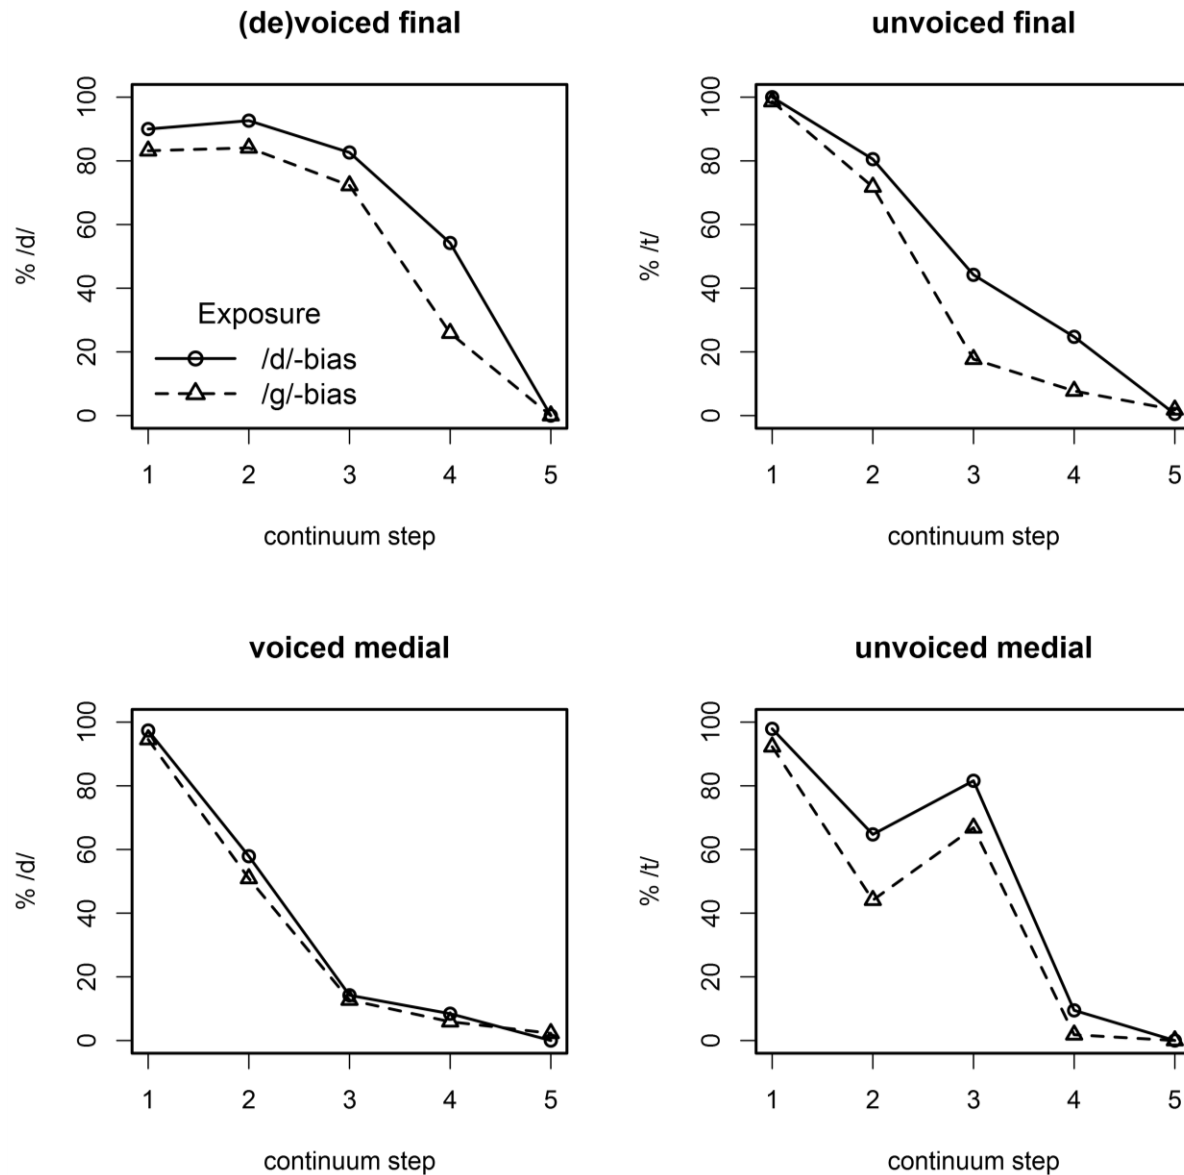 (de)voiced final
% /d/
100
80
60
40
20
0
Exposure
/d/-bias
/g/-bias
1 2 3 4 5
continuum step
unvoiced final
% /t/
100
80
60
40
20
0
1 2 3 4 5
continuum step
voiced medial
% /d/
100
80
60
40
20
0
1 2 3 4 5
continuum step
unvoiced medial
% /t/
100
80
60
40
20
0
1 2 3 4 5
continuum step